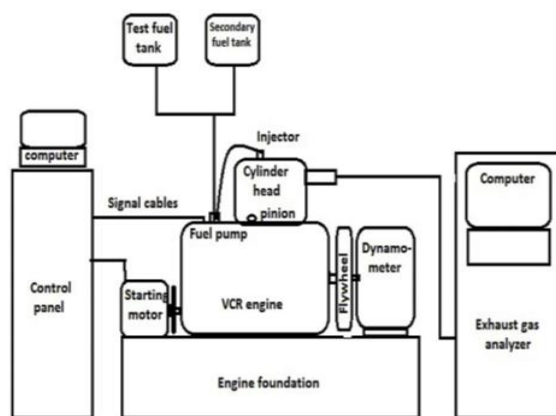 Test fuel
tank
Secondary
fuel tank
Injector
computer
Cylinder
head
pinion
Computer
Signal cables
Fuel pump
Dynamo-
meter
Flywheel
Control
panel
Starting
motor
VCR engine
Exhaust gas
analyzer
Engine foundation